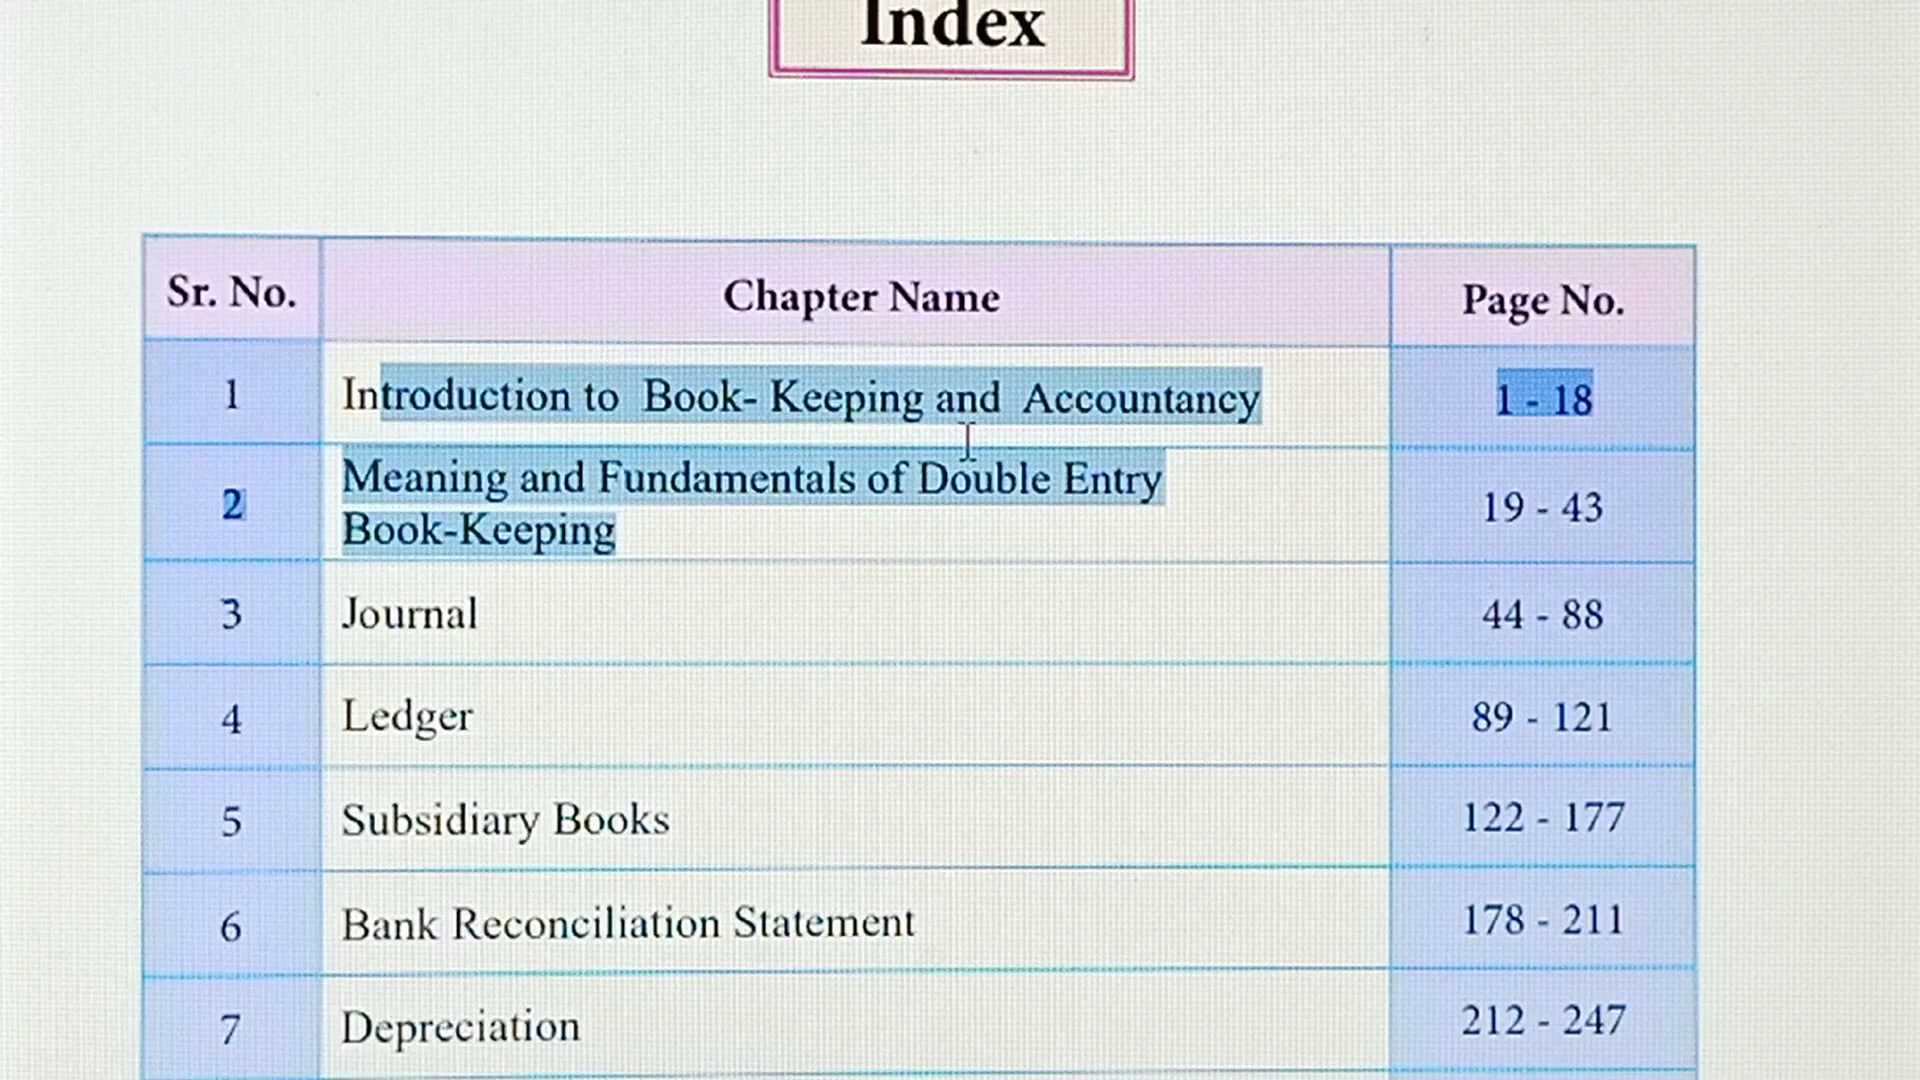 Index
Sr. No. Chapter Name Page No.
1 Introduction to Book- Keeping and Accountancy 1 - 18
2 Meaning and Fundamentals of Double Entry
Book-Keeping 19 - 43
3 Journal 44 - 88
4 Ledger 89 - 121
5 Subsidiary Books 122 - 177
6 Bank Reconciliation Statement 178 - 211
7 Depreciation 212 - 247